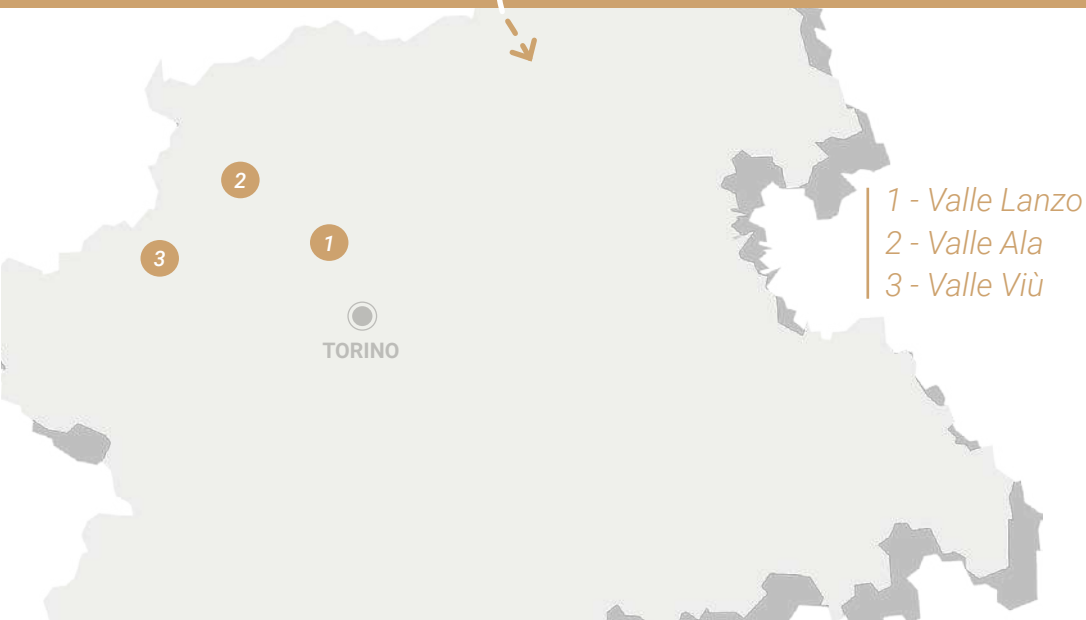 2
1
3
TORINO
1 - Valle Lanzo
2 - Valle Ala
3 - Valle Viù